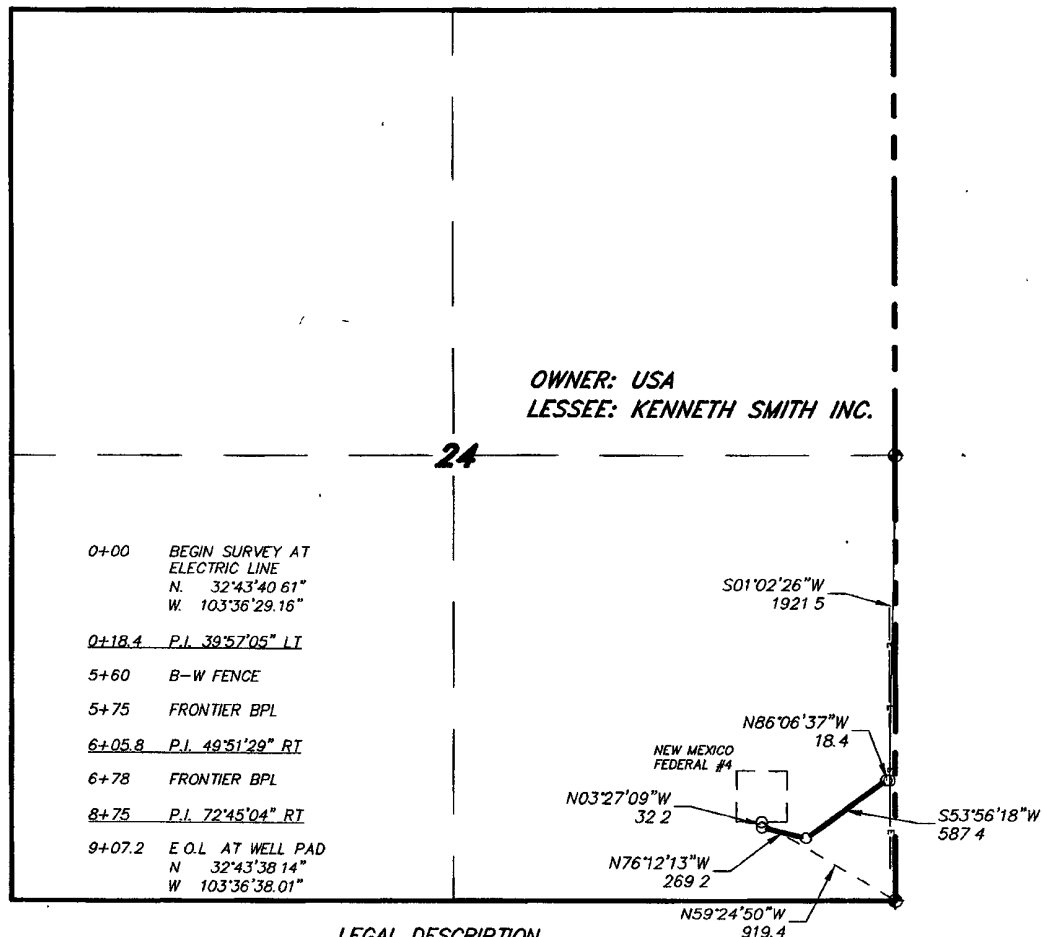 OWNER: USA
LESSEE: KENNETH SMITH INC.
24
0+00 BEGIN SURVEY AT
ELECTRIC LINE
N. 32°43'40 61"
W. 103°36'29.16"
0+18.4 P.I. 39°57'05" LT
5+60 B-W FENCE
5+75 FRONTIER BPL
6+05.8 P.I. 49°51'29" RT
6+78 FRONTIER BPL
8+75 P.I. 72°45'04" RT
9+07.2 E O.L AT WELL PAD
N 32°43'38 14"
W 103°36'38.01"
S01°02'26"W
1921 5
N86°06'37"W
18.4
NEW MEXICO
FEDERAL #4
N03°27'09"W
32 2
S53°56'18"W
587 4
N76°12'13"W
269 2
N59°24'50"W
919.4
LEGAL DESCRIPTION